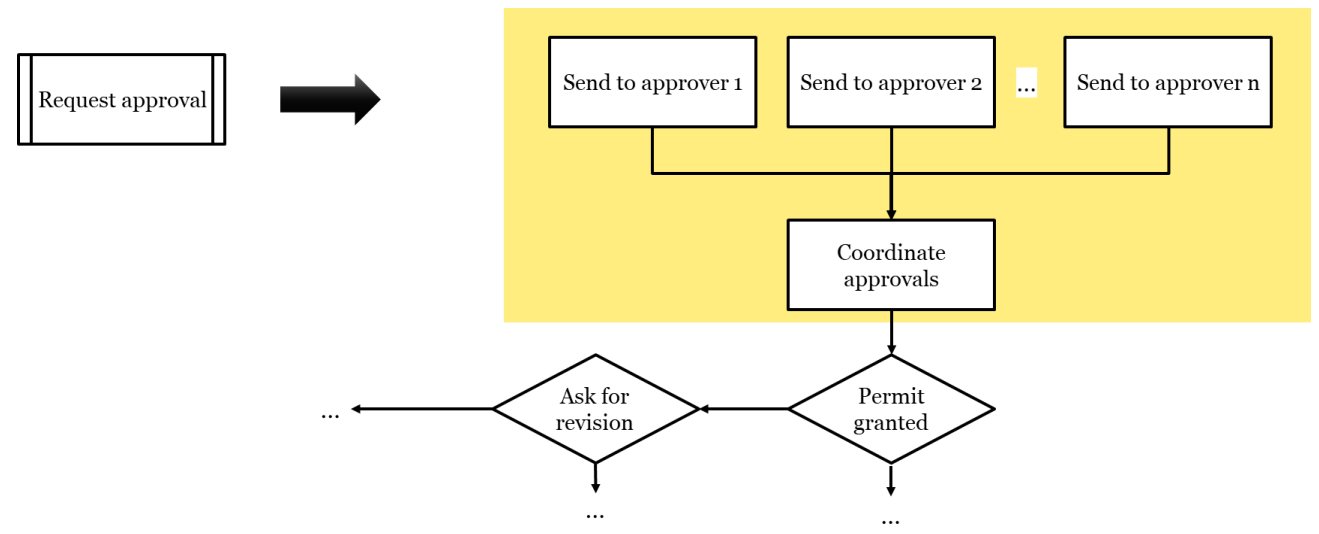 Request approval
Send to approver 1
Send to approver 2
...
Send to approver n
Coordinate
approvals
Permit
granted
Ask for
revision
...
...
...